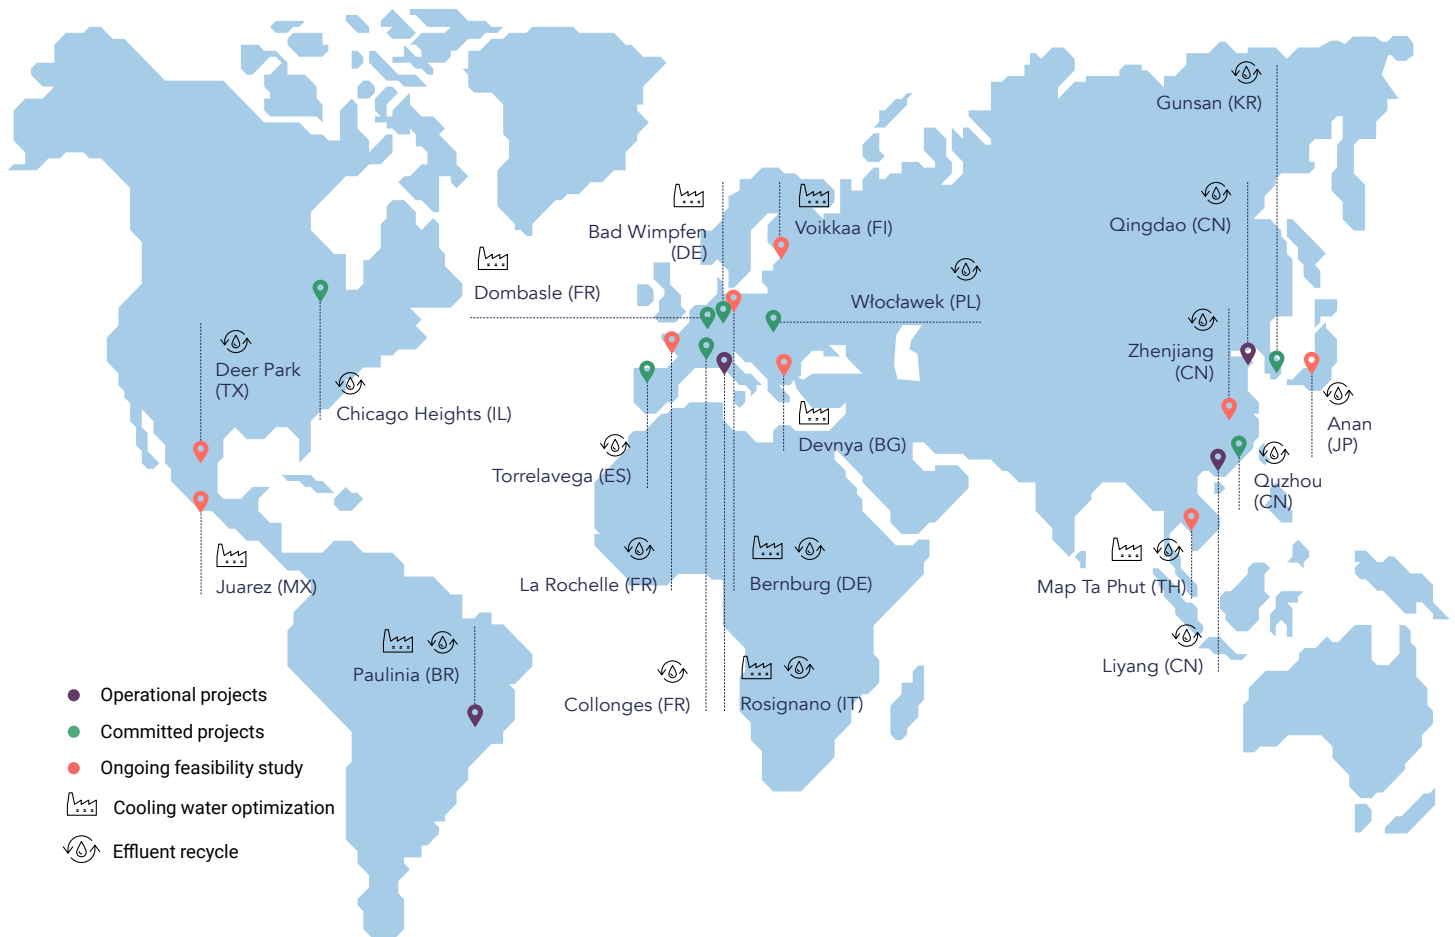 Gunsan (KR)
Qingdao (CN)
Bad Wimpfen
(DE)
Voikkaa (FI)
Dombasle (FR)
Włocławek (PL)
Zhenjiang
(CN)
Deer Park
(TX)
Chicago Heights (IL)
Anan
(JP)
Devnya (BG)
Torrelavega (ES)
Quzhou
(CN)
Juarez (MX)
La Rochelle (FR)
Bernburg (DE)
Map Ta Phut (TH)
Paulinia (BR)
Liyang (CN)
Collonges (FR)
Rosignano (IT)
Operational projects
Committed projects
Ongoing feasibility study
Cooling water optimization
Effluent recycle